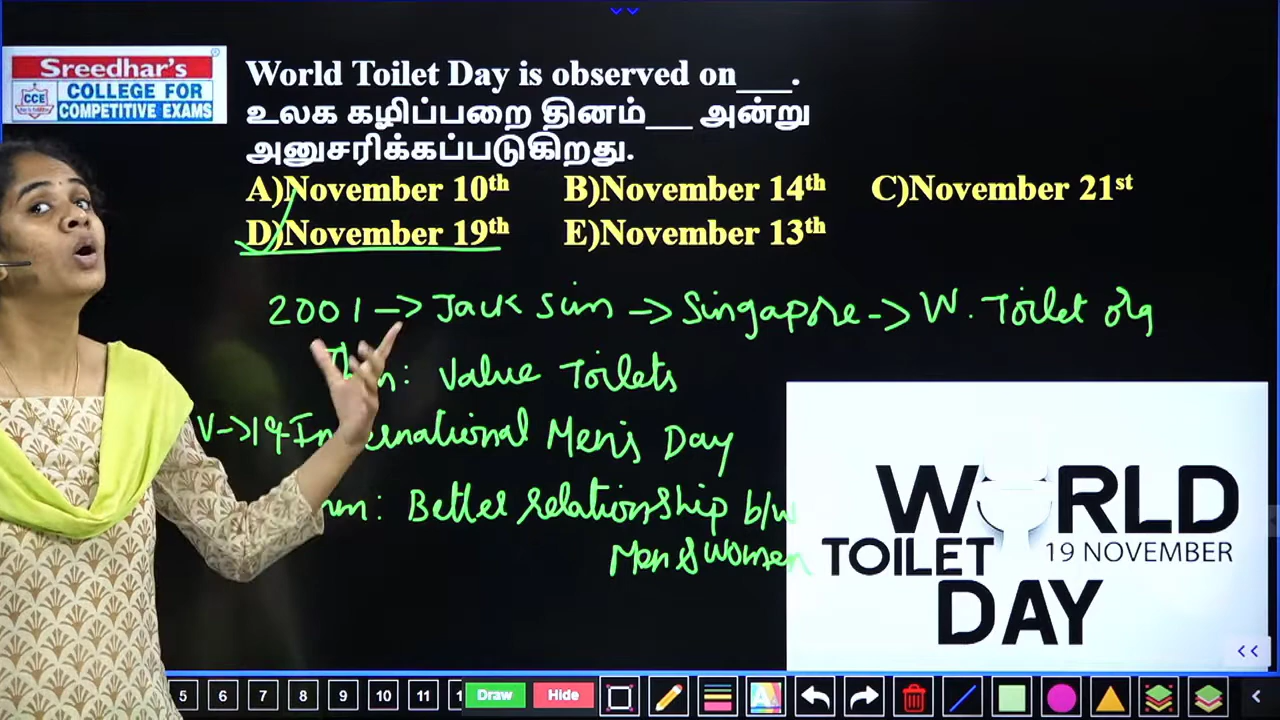 Sreedhar's
CCE
COLLEGE FOR
COMPETITIVE EXAMS
World Toilet Day is observed on___.
உலக கழிப்பறை தினம்___ அன்று
அனுசரிக்கப்படுகிறது.
A)November 10th B)November 14th C)November 21st
D)November 19th E)November 13th
2001 -> Jack sim -> Singapore -> W. Toilet org
: Value Toilets
V->19-International Men's Day
: Better relationship b/w
Men & women
WORLD
TOILET 19 NOVEMBER
DAY
<<
5 6 7 8 9 10 11 1 Draw Hide